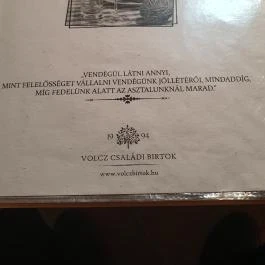 „VENDÉGÜL LÁTNI ANNYI,
MINT FELELŐSSÉGET VÁLLALNI VENDÉGÜNK JÓLLÉTÉRŐL MINDADDIG,
MÍG FEDELÜNK ALATT AZ ASZTALUNKNÁL MARAD.”
19 94
VOLCZ CSALÁDI BIRTOK
www.volczbirtok.hu